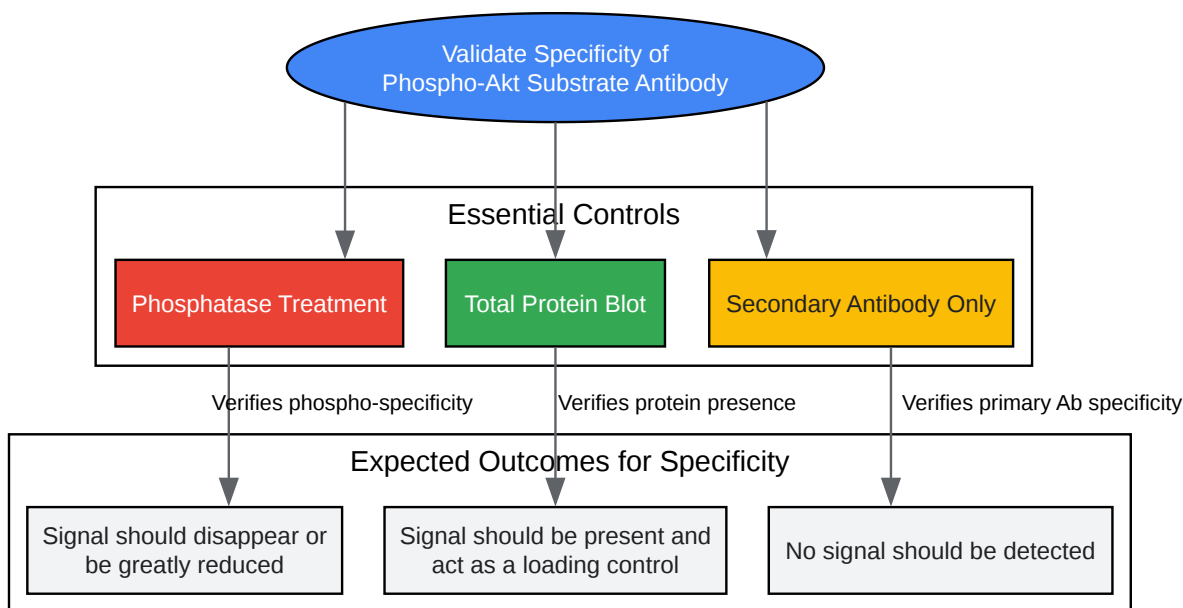 Validate Specificity of
Phospho-Akt Substrate Antibody
Essential Controls
Phosphatase Treatment
Total Protein Blot
Secondary Antibody Only
Verifies phospho-specificity
Verifies protein presence
Verifies primary Ab specificity
Expected Outcomes for Specificity
Signal should disappear or
be greatly reduced
Signal should be present and
act as a loading control
No signal should be detected